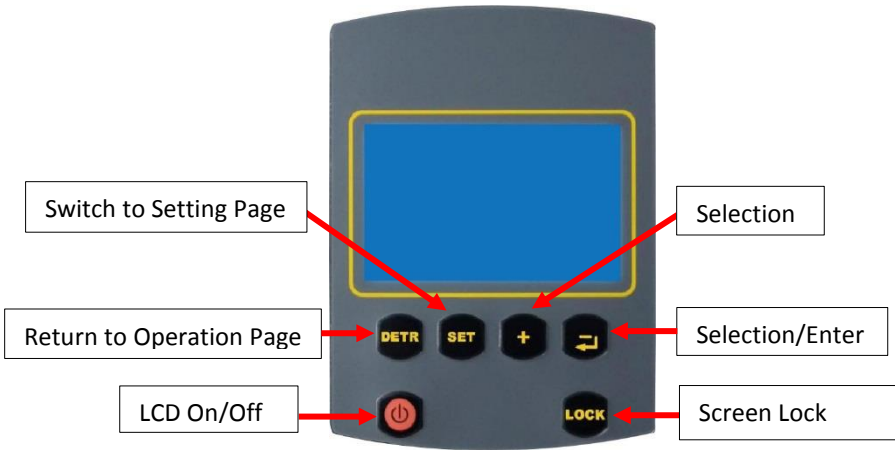 Switch to Setting Page
Selection
Return to Operation Page
DETR
SET
+
Selection/Enter
LCD On/Off
LOCK
Screen Lock